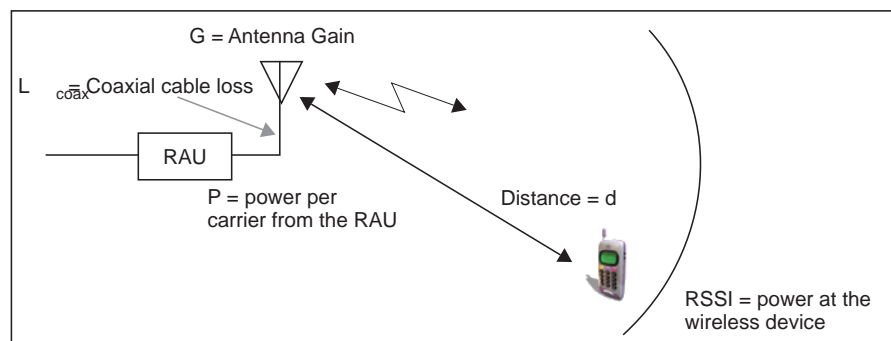 G = Antenna Gain
L coax = Coaxial cable loss
RAU
P = power per
carrier from the RAU
Distance = d
RSSI = power at the
wireless device